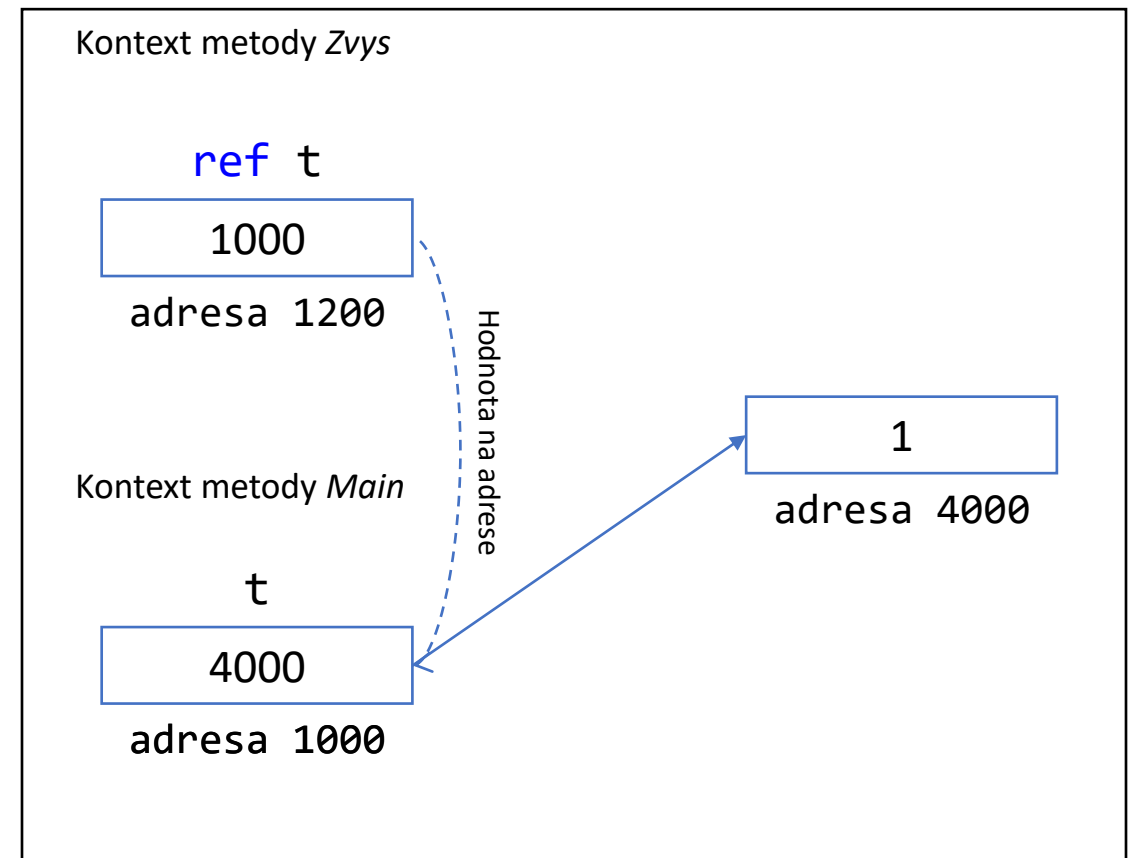 Kontext metody Zvys
ref t
1000
adresa 1200
Hodnota na adrese
1
adresa 4000
Kontext metody Main
t
4000
adresa 1000